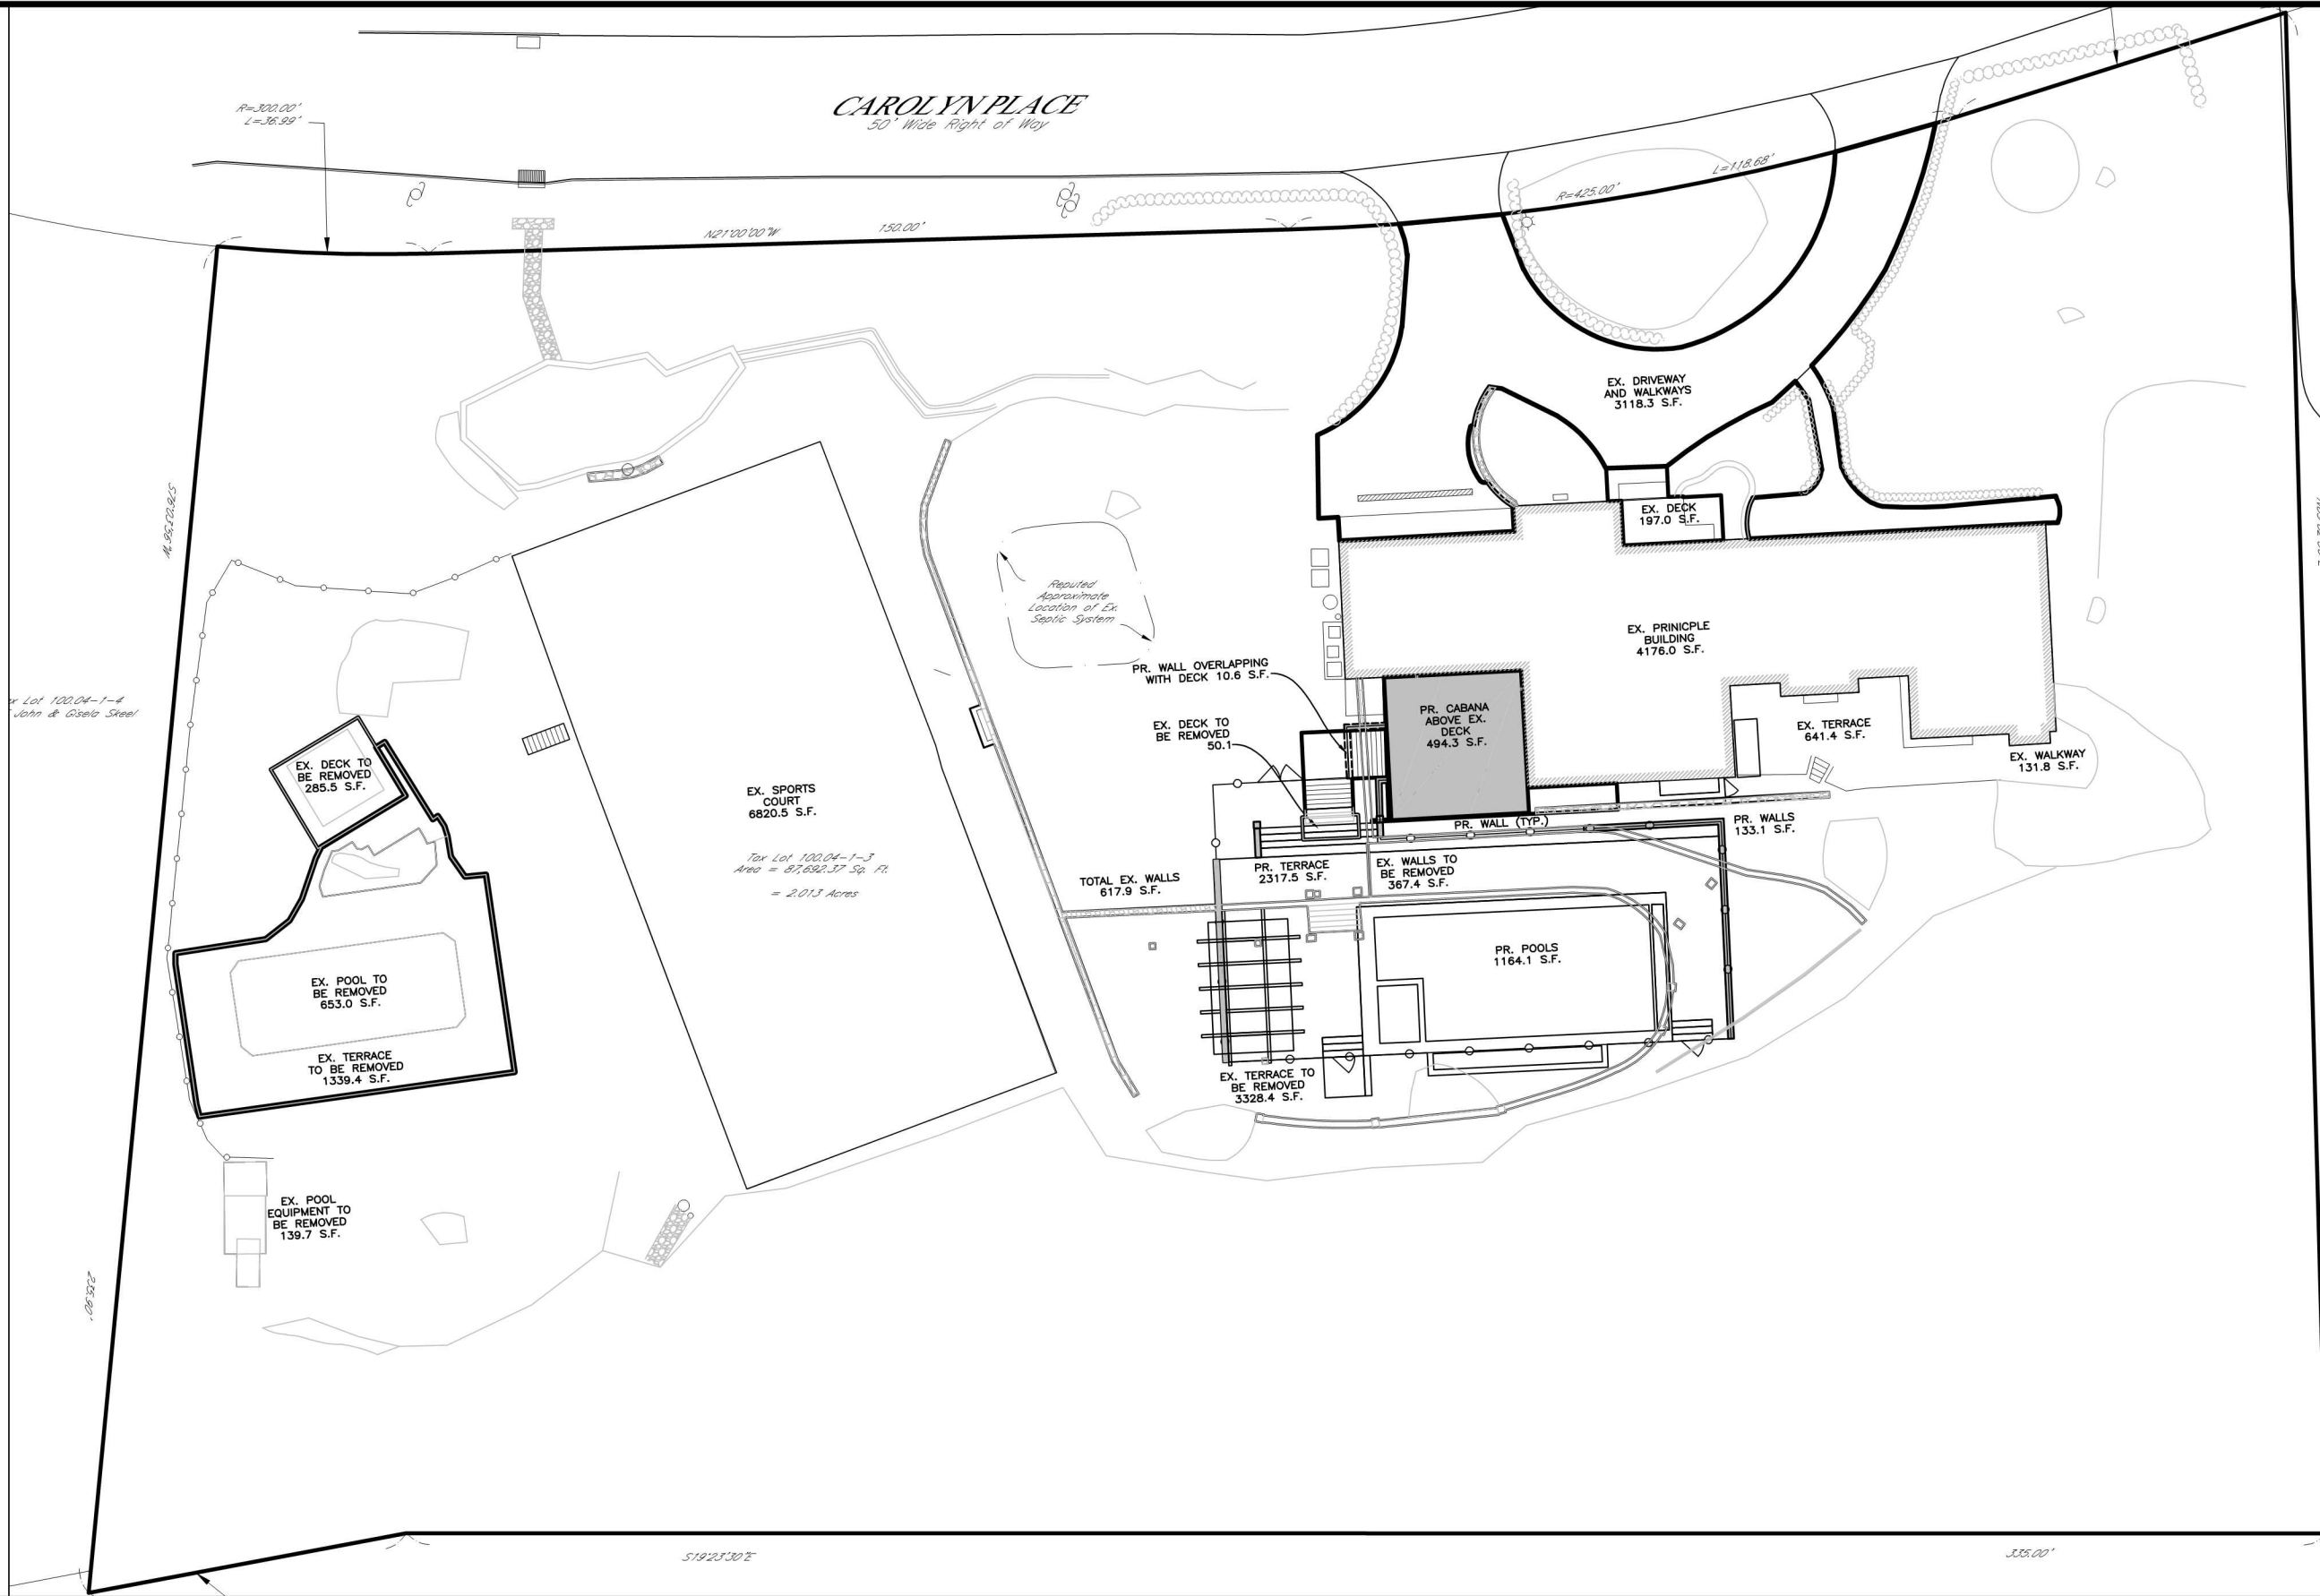 R=300.00'
L=36.99'
CAROLYN PLACE
50' Wide Right of Way
N21°00'00"W
150.00'
R=425.00'
L=118.68'
EX. DRIVEWAY
AND WALKWAYS
3118.3 S.F.
EX. DECK
197.0 S.F.
S76°03'56"W
Reputed
Approximate
Location of Ex.
Septic System
EX. PRINICPLE
BUILDING
4176.0 S.F.
PR. WALL OVERLAPPING
WITH DECK 10.6 S.F.
Lot 100.04-1-4
John & Gisela Skeel
PR. CABANA
ABOVE EX.
DECK
494.3 S.F.
EX. DECK TO
BE REMOVED
50.1
EX. TERRACE
641.4 S.F.
EX. WALKWAY
131.8 S.F.
EX. DECK TO
BE REMOVED
285.5 S.F.
EX. SPORTS
COURT
6820.5 S.F.
PR. WALL (TYP.)
PR. WALLS
133.1 S.F.
Tax Lot 100.04-1-3
Area = 87,692.37 Sq. Ft.
= 2.013 Acres
PR. TERRACE
2317.5 S.F.
EX. WALLS TO
BE REMOVED
367.4 S.F.
TOTAL EX. WALLS
617.9 S.F.
PR. POOLS
1164.1 S.F.
EX. POOL TO
BE REMOVED
653.0 S.F.
EX. TERRACE
TO BE REMOVED
1339.4 S.F.
EX. TERRACE TO
BE REMOVED
3328.4 S.F.
EX. POOL
EQUIPMENT TO
BE REMOVED
139.7 S.F.
235.90'
S19°23'30"E
335.00'